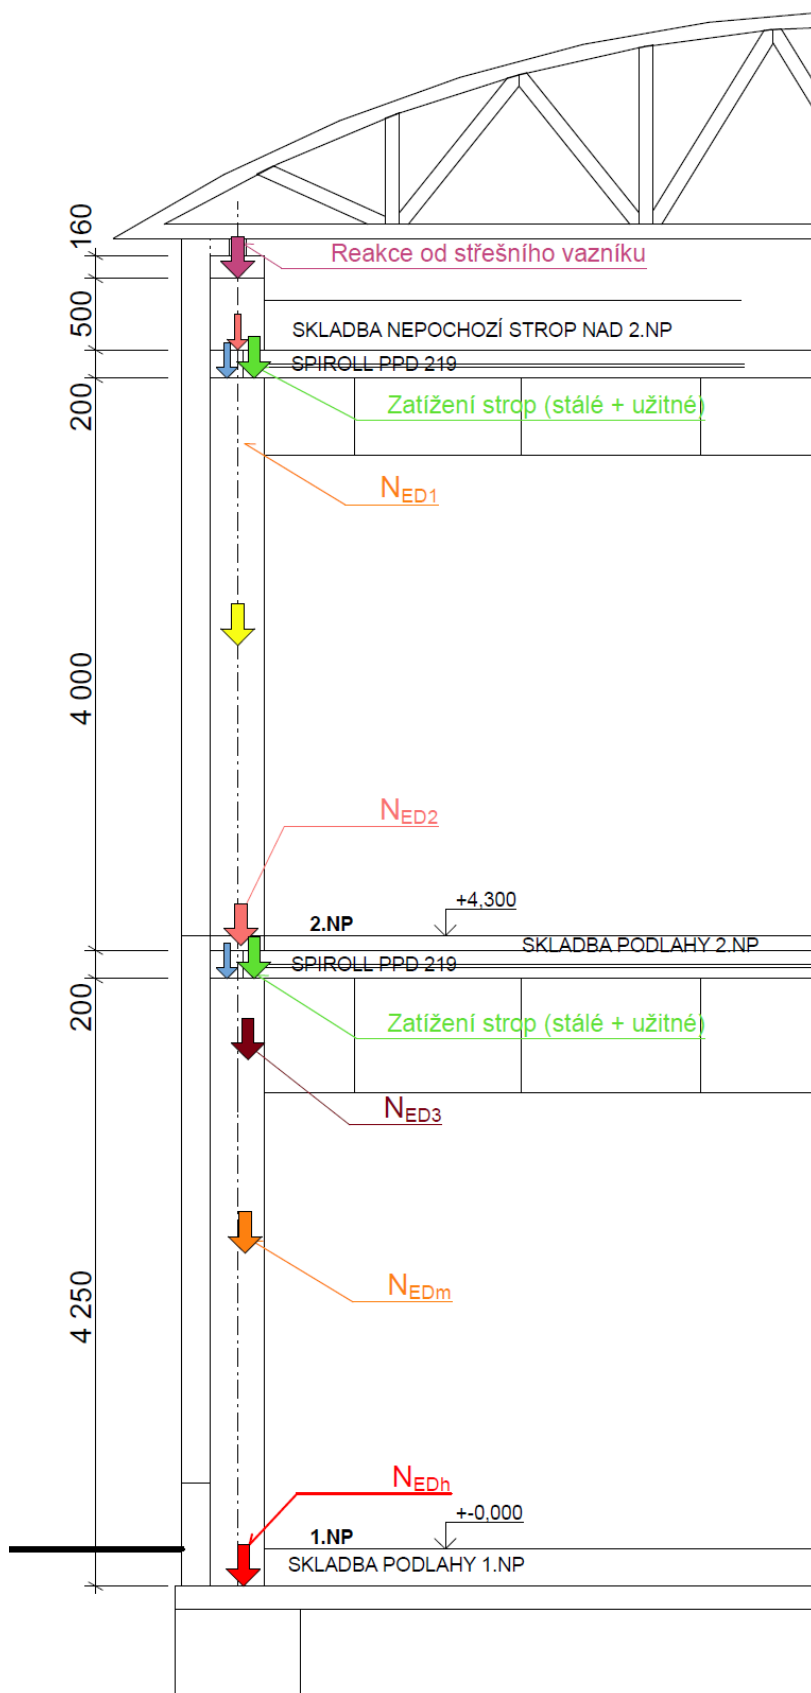 160
Reakce od střešního vazníku
500
SKLADBA NEPOCHOZÍ STROP NAD 2.NP
SPIROLL PPD 219
200
Zatížení strop (stálé + užitné)
NED1
4 000
NED2
+4,300
2.NP
SKLADBA PODLAHY 2.NP
SPIROLL PPD 219
200
Zatížení strop (stálé + užitné)
NED3
NEDm
4 250
NEDh
+-0,000
1.NP
SKLADBA PODLAHY 1.NP